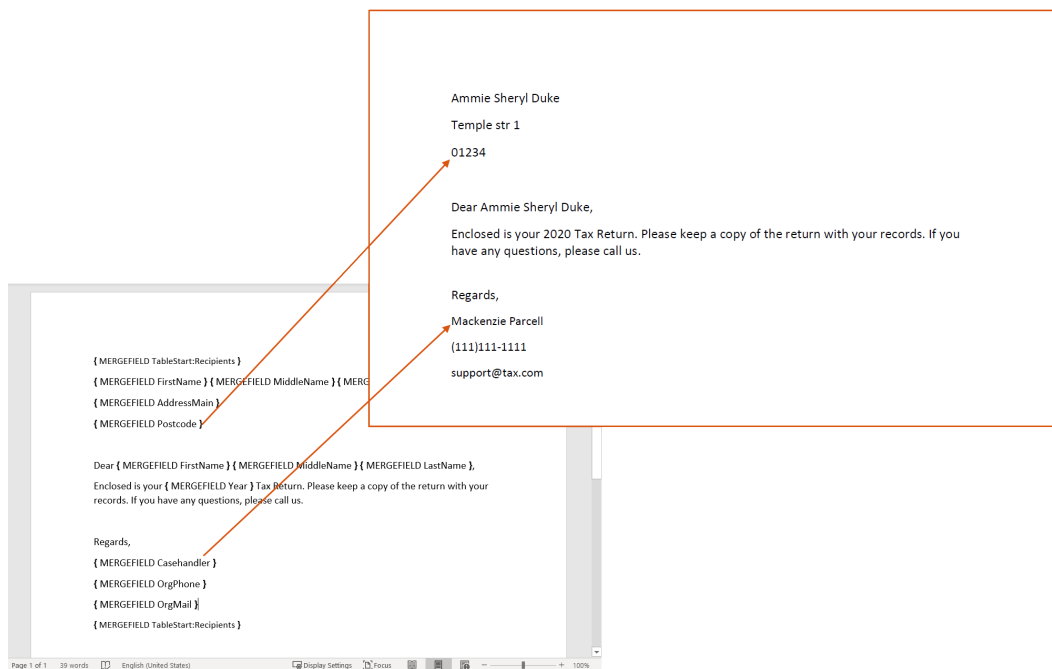 Ammie Sheryl Duke
Temple str 1
01234
Dear Ammie Sheryl Duke,
Enclosed is your 2020 Tax Return. Please keep a copy of the return with your records. If you
have any questions, please call us.
Regards,
Mackenzie Parcell
(111)111-1111
support@tax.com
{ MERGEFIELD TableStart:Recipients }
{ MERGEFIELD FirstName } { MERGEFIELD MiddleName } { MERG
{ MERGEFIELD AddressMain }
{ MERGEFIELD Postcode }
Dear { MERGEFIELD FirstName } { MERGEFIELD MiddleName } { MERGEFIELD LastName },
Enclosed is your { MERGEFIELD Year } Tax Return. Please keep a copy of the return with your
records. If you have any questions, please call us.
Regards,
{ MERGEFIELD Casehandler }
{ MERGEFIELD OrgPhone }
{ MERGEFIELD OrgMail }
{ MERGEFIELD TableStart:Recipients }
Page 1 of 1 39 words English (United States) Display Settings Focus 100%